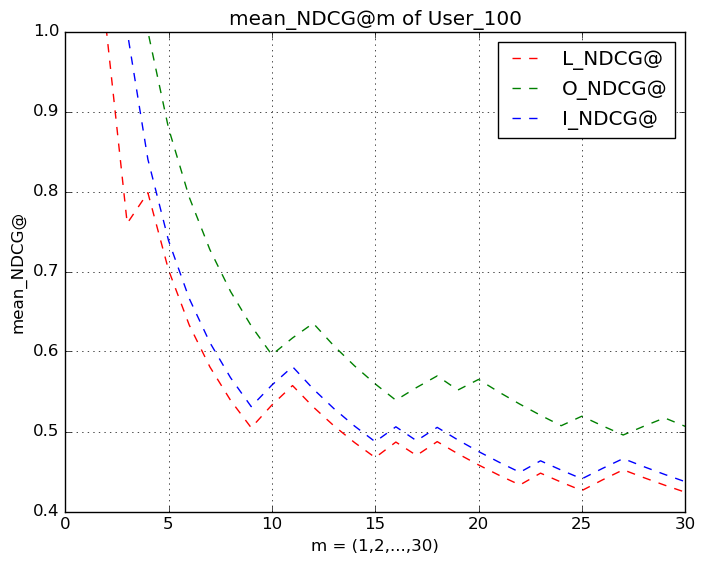 mean_NDCG@m of User_100
L_NDCG@
O_NDCG@
I_NDCG@
mean_NDCG@
1.0
0.9
0.8
0.7
0.6
0.5
0.4
0 5 10 15 20 25 30
m = (1,2,...,30)